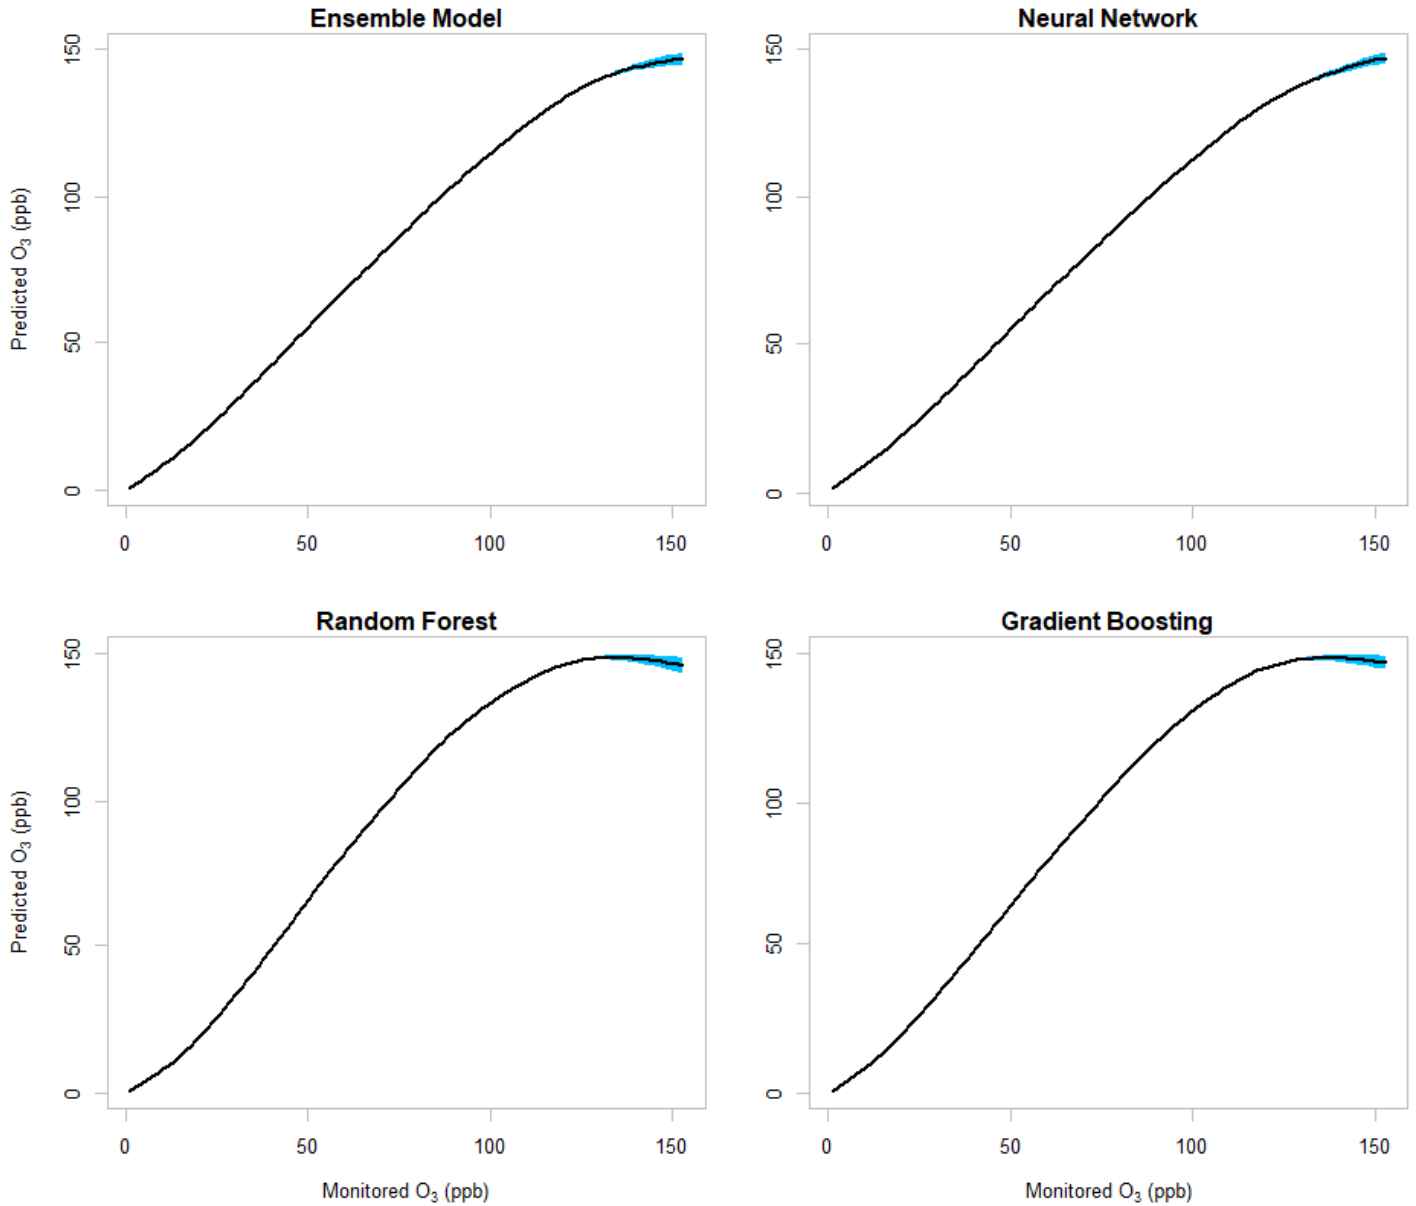 Ensemble Model
Neural Network
Predicted O₃ (ppb)
150
100
50
0
0 50 100 150
150
100
50
0
0 50 100 150
Random Forest
Gradient Boosting
Predicted O₃ (ppb)
150
100
50
0
0 50 100 150
Monitored O₃ (ppb)
150
100
50
0
0 50 100 150
Monitored O₃ (ppb)